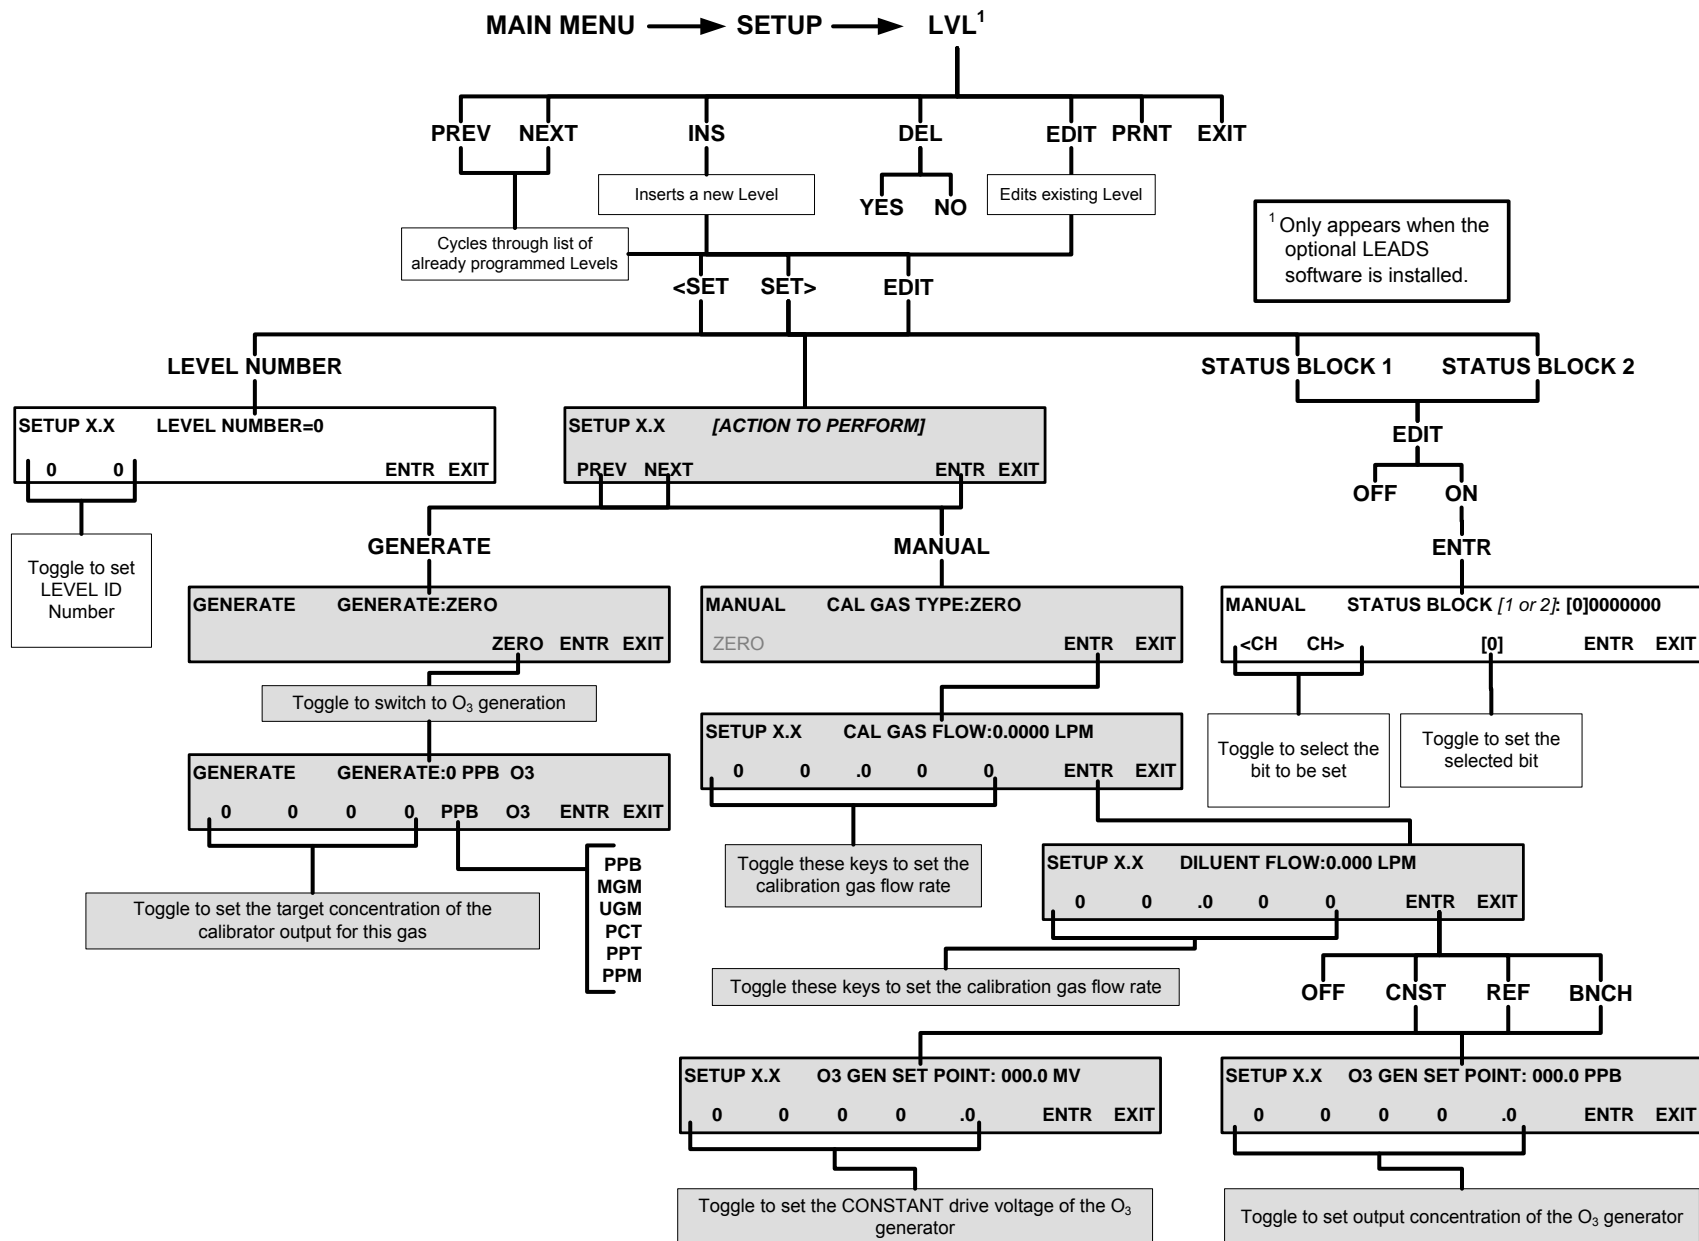 MAIN MENU SETUP LVL1
PREV NEXT INS DEL EDIT PRNT EXIT
Inserts a new Level
YES NO
Edits existing Level
Cycles through list of
already programmed Levels
1 Only appears when the
optional LEADS
software is installed.
<SET SET> EDIT
LEVEL NUMBER
STATUS BLOCK 1 STATUS BLOCK 2
SETUP X.X LEVEL NUMBER=0
0 0 ENTR EXIT
SETUP X.X [ACTION TO PERFORM]
PREV NEXT ENTR EXIT
EDIT
OFF ON
ENTR
Toggle to set
LEVEL ID
Number
GENERATE
MANUAL
GENERATE GENERATE:ZERO
ZERO ENTR EXIT
MANUAL CAL GAS TYPE:ZERO
ZERO ENTR EXIT
MANUAL STATUS BLOCK [1 or 2]: [0]0000000
<CH CH> [0] ENTR EXIT
Toggle to switch to O3 generation
SETUP X.X CAL GAS FLOW:0.0000 LPM
0 0 .0 0 0 ENTR EXIT
Toggle to select the
bit to be set
Toggle to set the
selected bit
GENERATE GENERATE:0 PPB O3
0 0 0 0 PPB O3 ENTR EXIT
PPB
MGM
UGM
PCT
PPT
PPM
Toggle to set the target concentration of the
calibrator output for this gas
Toggle these keys to set the
calibration gas flow rate
SETUP X.X DILUENT FLOW:0.000 LPM
0 0 .0 0 0 ENTR EXIT
Toggle these keys to set the calibration gas flow rate
OFF CNST REF BNCH
SETUP X.X O3 GEN SET POINT: 000.0 MV
0 0 0 0 .0 ENTR EXIT
SETUP X.X O3 GEN SET POINT: 000.0 PPB
0 0 0 0 .0 ENTR EXIT
Toggle to set the CONSTANT drive voltage of the O3
generator
Toggle to set output concentration of the O3 generator